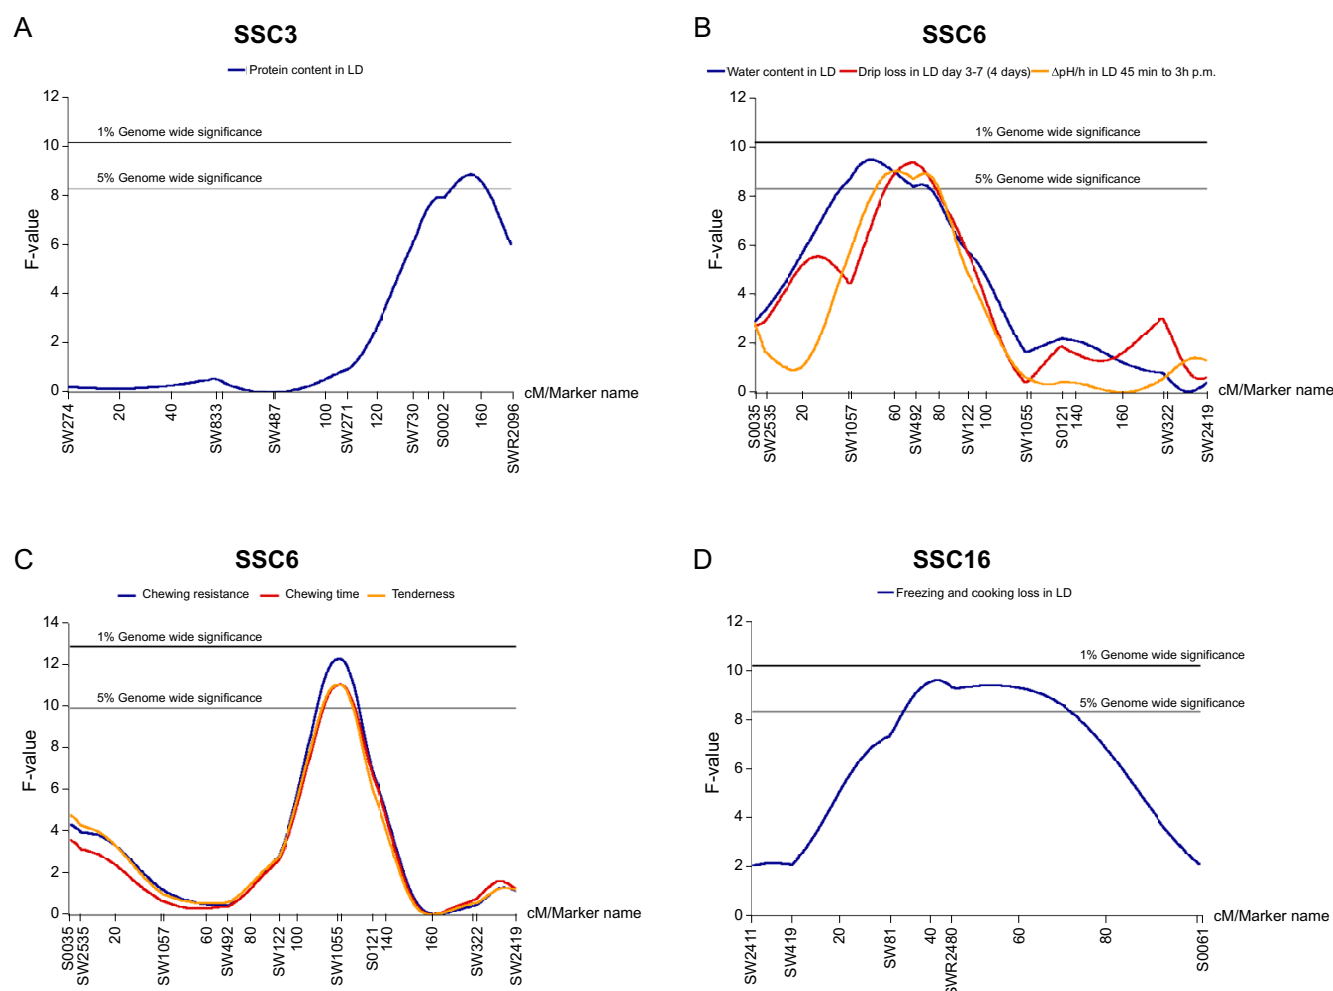 A
SSC3
Protein content in LD
12
10
8
6
4
2
0
F-value
1% Genome wide significance
5% Genome wide significance
SW274
20
40
SW833
SW487
100
SW271
120
SW730
S0002
160
SWR2096
cM/Marker name
B
SSC6
Water content in LD
Drip loss in LD day 3-7 (4 days)
ΔpH/h in LD 45 min to 3h p.m.
12
10
8
6
4
2
0
F-value
1% Genome wide significance
5% Genome wide significance
S0035
SW2535
20
SW1057
60
SW492
80
SW122
100
SW1055
S0121
140
160
SW322
SW2419
cM/Marker name
C
SSC6
Chewing resistance
Chewing time
Tenderness
14
12
10
8
6
4
2
0
F-value
1% Genome wide significance
5% Genome wide significance
S0035
SW2535
20
SW1057
60
SW492
80
SW122
100
SW1055
S0121
140
160
SW322
SW2419
cM/Marker name
D
SSC16
Freezing and cooking loss in LD
12
10
8
6
4
2
0
F-value
1% Genome wide significance
5% Genome wide significance
SW2411
SW419
20
SW81
40
SWR2480
60
80
S0061
cM/Marker name